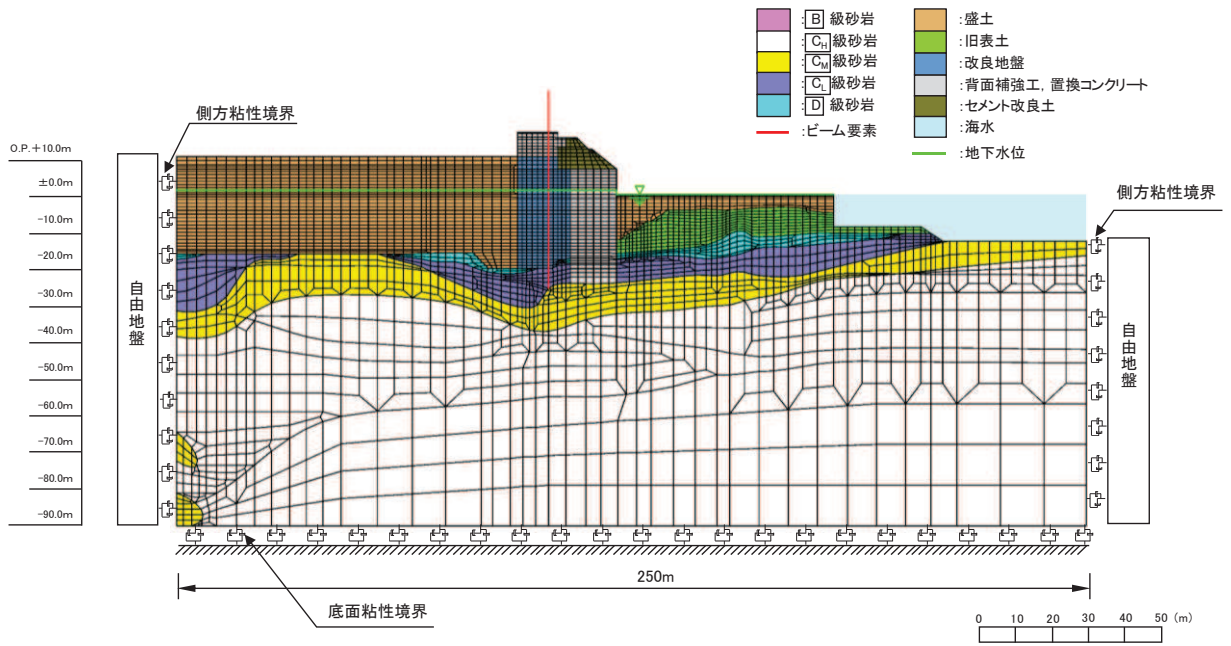 :B 級砂岩
:CH級砂岩
:CM級砂岩
:CL級砂岩
:D 級砂岩
:ビーム要素
:盛土
:旧表土
:改良地盤
:背面補強工, 置換コンクリート
:セメント改良土
:海水
:地下水位
側方粘性境界
側方粘性境界
O.P.+10.0m
±0.0m
-10.0m
-20.0m
-30.0m
-40.0m
-50.0m
-60.0m
-70.0m
-80.0m
-90.0m
自由地盤
自由地盤
250m
底面粘性境界
0 10 20 30 40 50 (m)